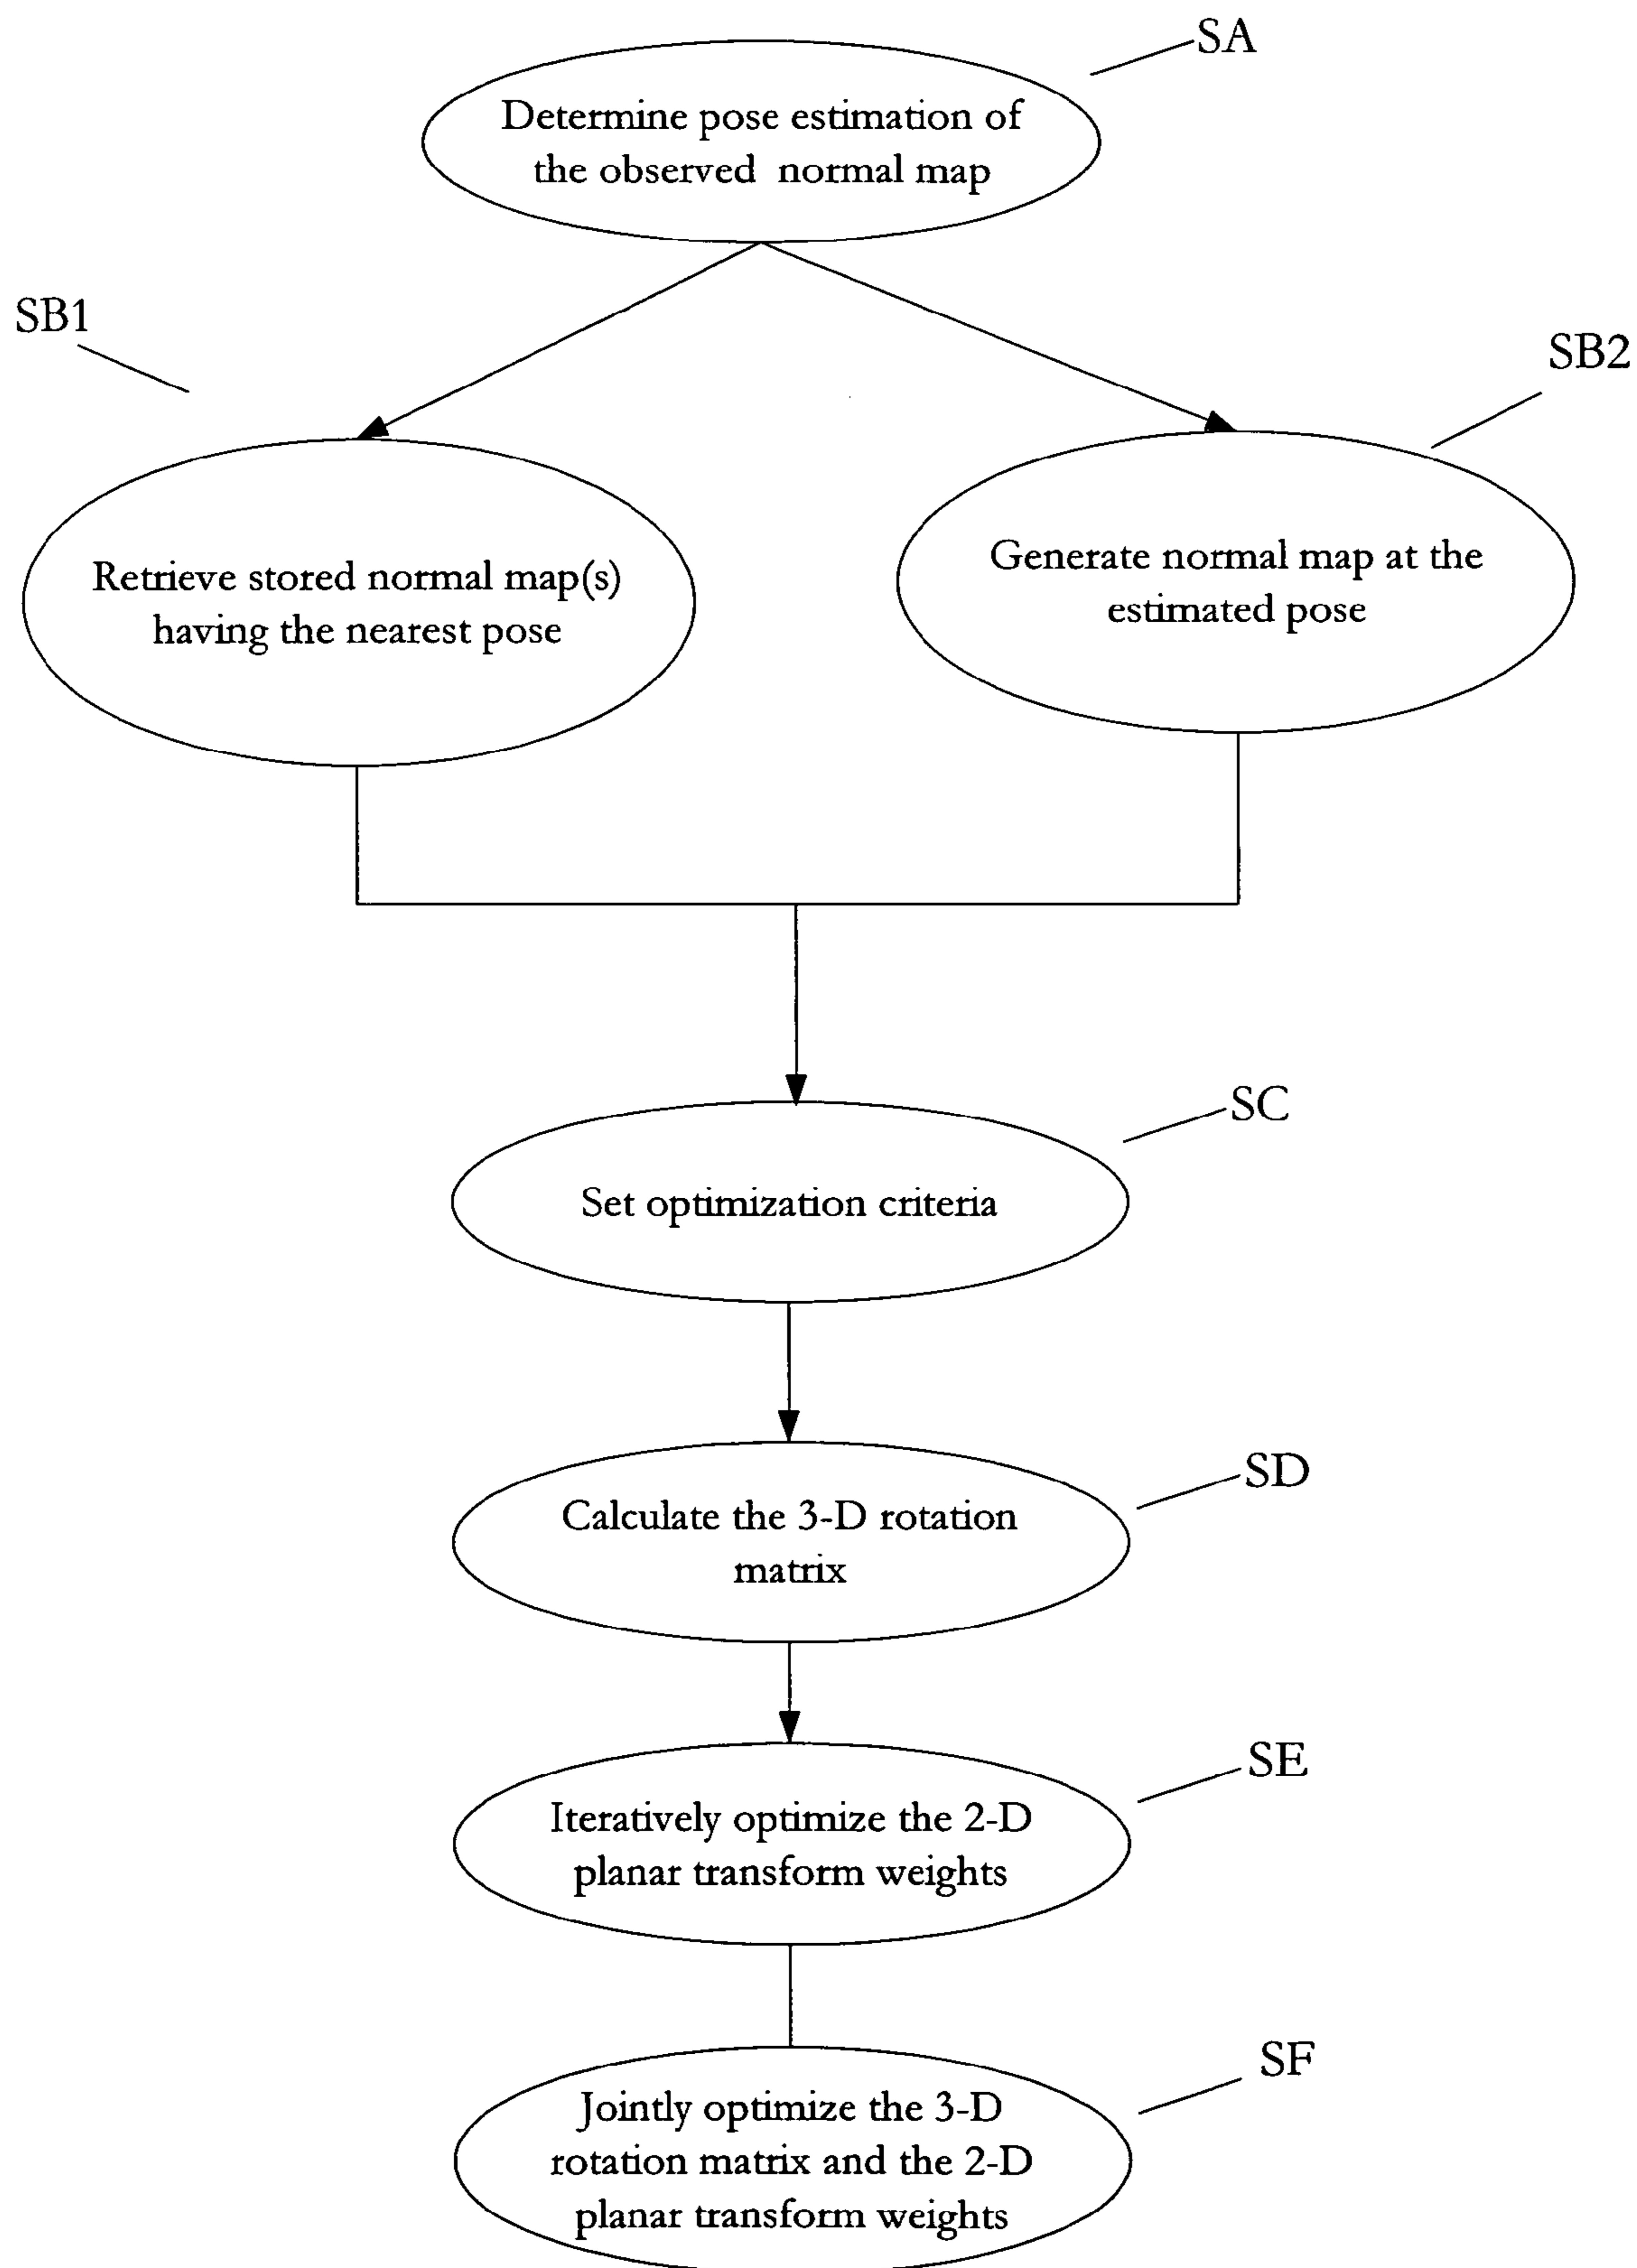 SA
Determine pose estimation of
the observed normal map
SB1
SB2
Retrieve stored normal map(s)
having the nearest pose
Generate normal map at the
estimated pose
SC
Set optimization criteria
SD
Calculate the 3-D rotation
matrix
SE
Iteratively optimize the 2-D
planar transform weights
SF
Jointly optimize the 3-D
rotation matrix and the 2-D
planar transform weights